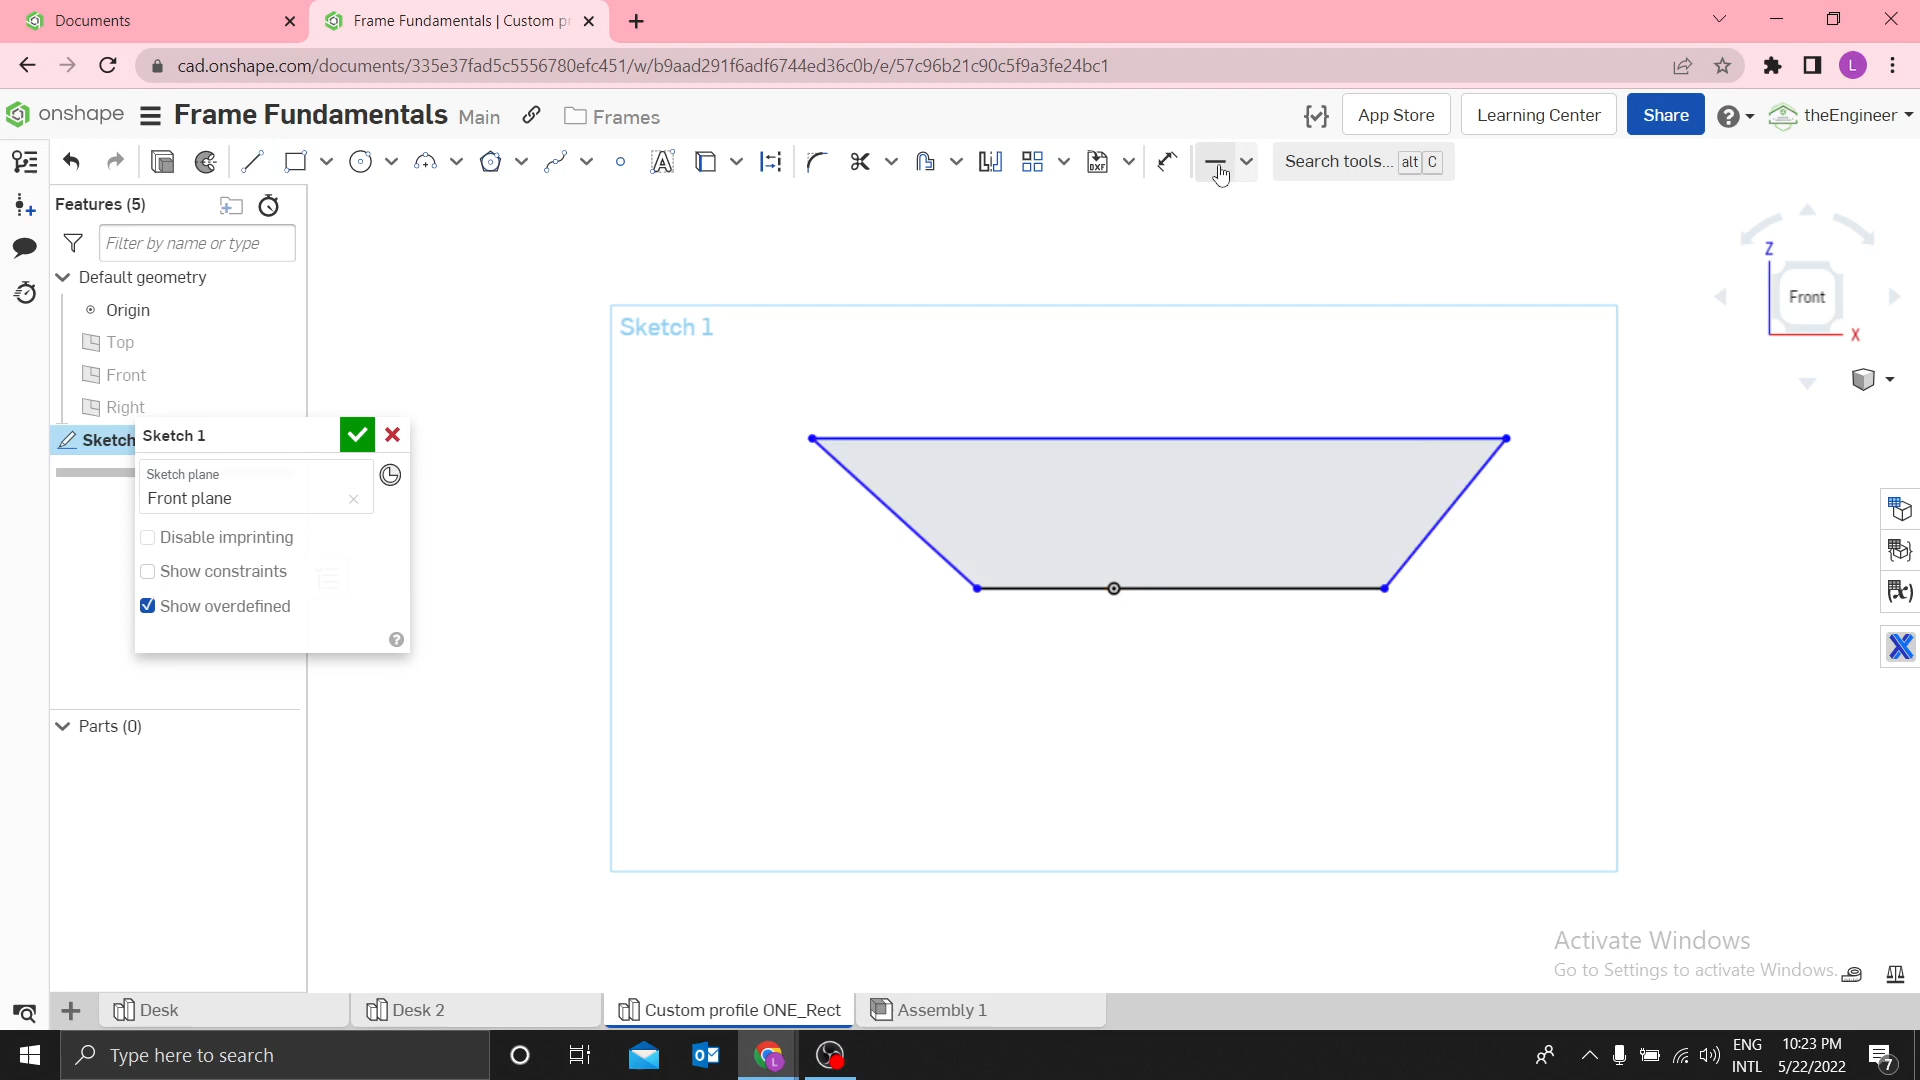 Documents
Frame Fundamentals | Custom p
cad.onshape.com/documents/335e37fad5c5556780efc451/w/b9aad291f6adf6744ed36c0b/e/57c96b21c90c5f9a3fe24bc1
L
onshape
Frame Fundamentals
Main
Frames
App Store
Learning Center
Share
theEngineer
DXF
Search tools... alt C
Features (5)
Filter by name or type
Default geometry
Origin
Top
Front
Right
Sketch
Sketch 1
Sketch plane
Front plane
Disable imprinting
Show constraints
Show overdefined
Parts (0)
Sketch 1
Z
Front
X
Activate Windows
Go to Settings to activate Windows.
Desk
Desk 2
Custom profile ONE_Rect
Assembly 1
Type here to search
L
ENG
INTL
10:23 PM
5/22/2022
7